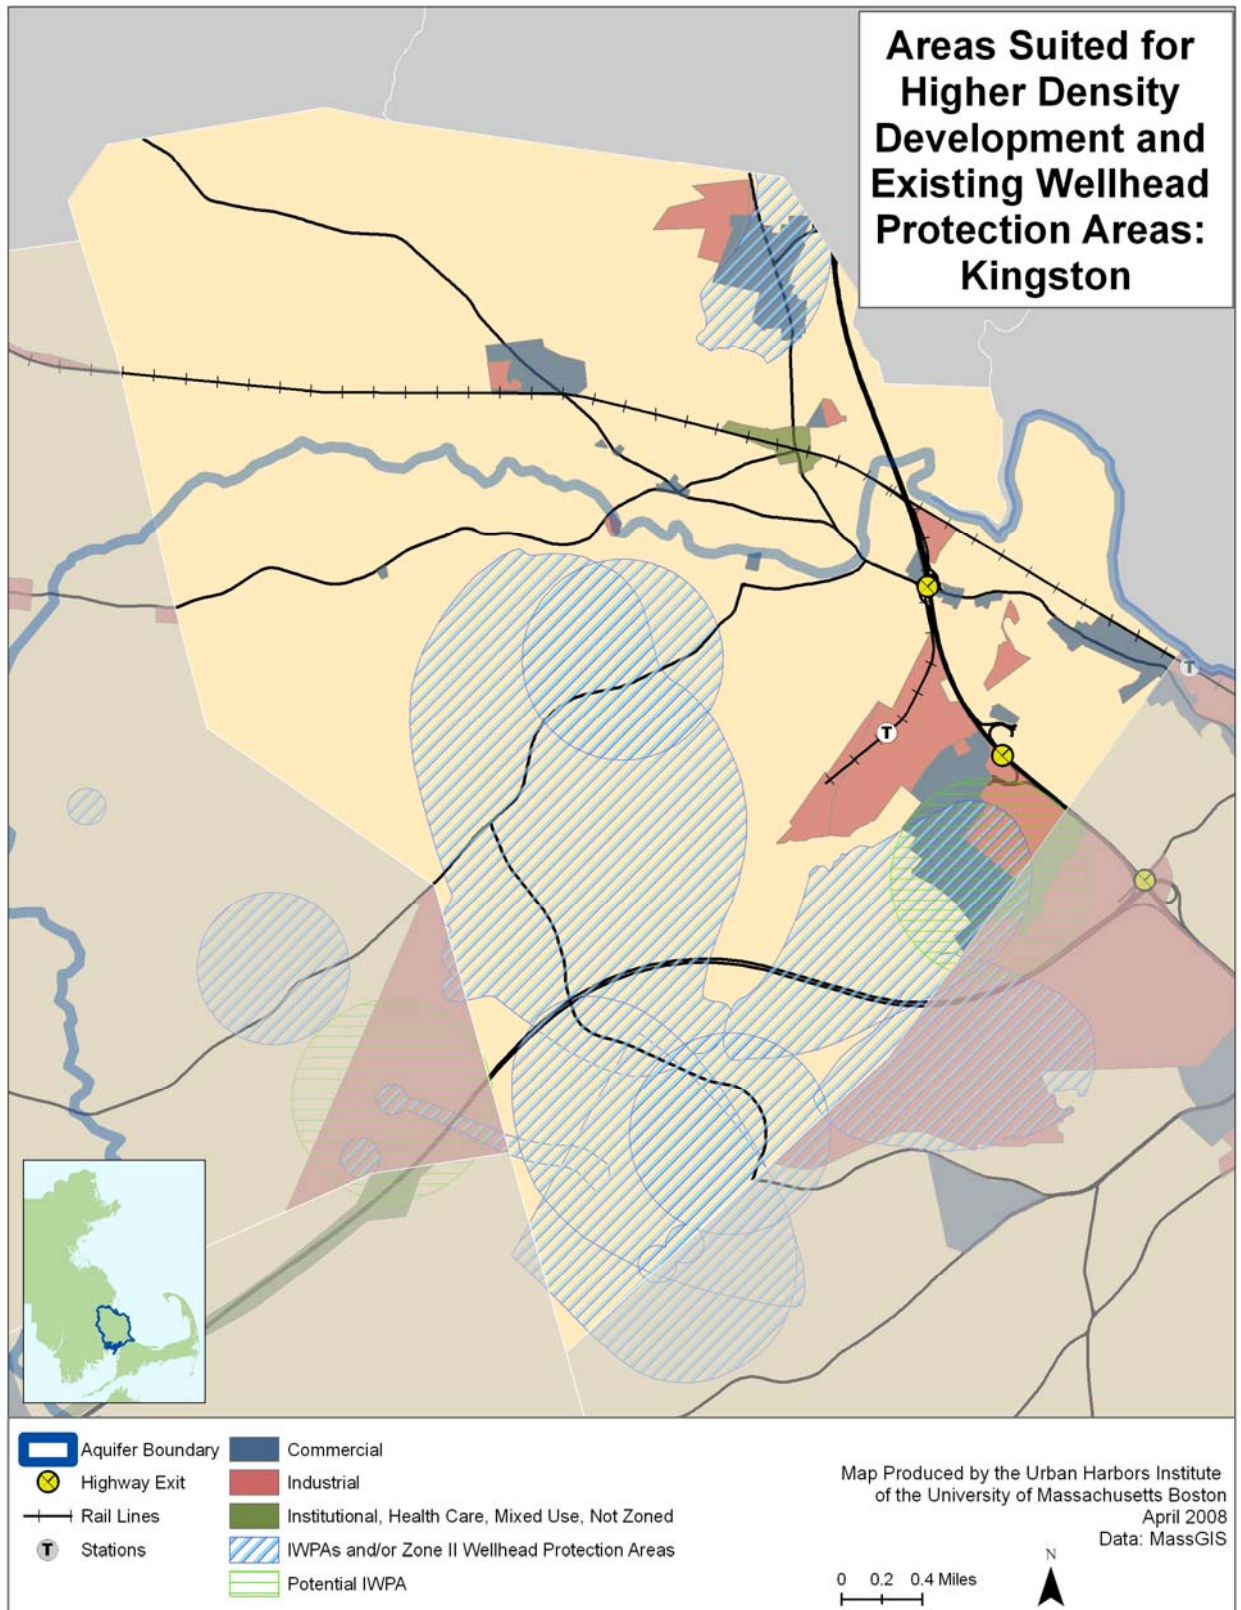 Areas Suited for
Higher Density
Development and
Existing Wellhead
Protection Areas:
Kingston
T
T
Aquifer Boundary
Highway Exit
Rail Lines
T Stations
Commercial
Industrial
Institutional, Health Care, Mixed Use, Not Zoned
IWPAs and/or Zone II Wellhead Protection Areas
Potential IWPA
Map Produced by the Urban Harbors Institute
of the University of Massachusetts Boston
April 2008
Data: MassGIS
0 0.2 0.4 Miles
N